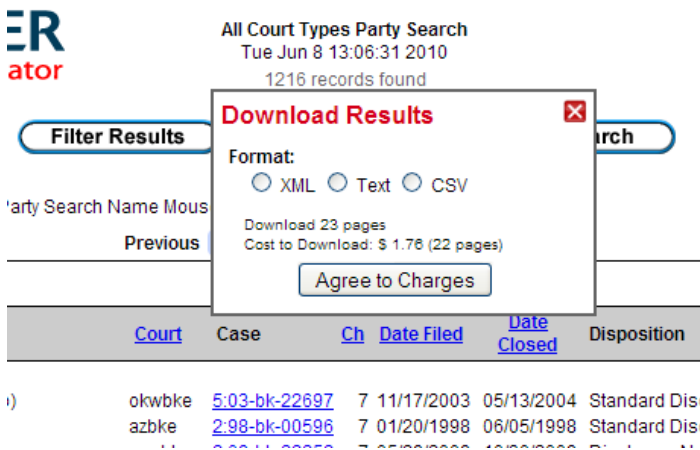 ER
ator
All Court Types Party Search
Tue Jun 8 13:06:31 2010
1216 records found
Filter Results
Download Results
Format:
XML Text CSV
Download 23 pages
Cost to Download: $ 1.76 (22 pages)
Agree to Charges
arty Search Name Mous
Previous
Court Case Ch Date Filed Date Closed Disposition
okwbke 5:03-bk-22697 7 11/17/2003 05/13/2004 Standard Dis
azbke 2:98-bk-00596 7 01/20/1998 06/05/1998 Standard Dis